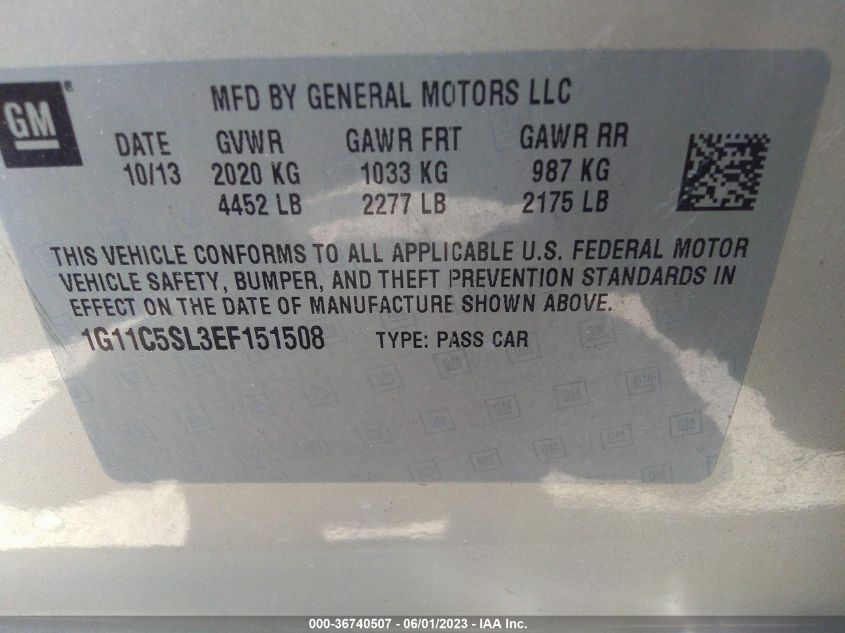 GM ®
MFD BY GENERAL MOTORS LLC
DATE GVWR GAWR FRT GAWR RR
10/13 2020 KG 1033 KG 987 KG
4452 LB 2277 LB 2175 LB
THIS VEHICLE CONFORMS TO ALL APPLICABLE U.S. FEDERAL MOTOR
VEHICLE SAFETY, BUMPER, AND THEFT PREVENTION STANDARDS IN
EFFECT ON THE DATE OF MANUFACTURE SHOWN ABOVE.
1G11C5SL3EF151508 TYPE: PASS CAR
000-36740507 - 06/01/2023 - IAA Inc.